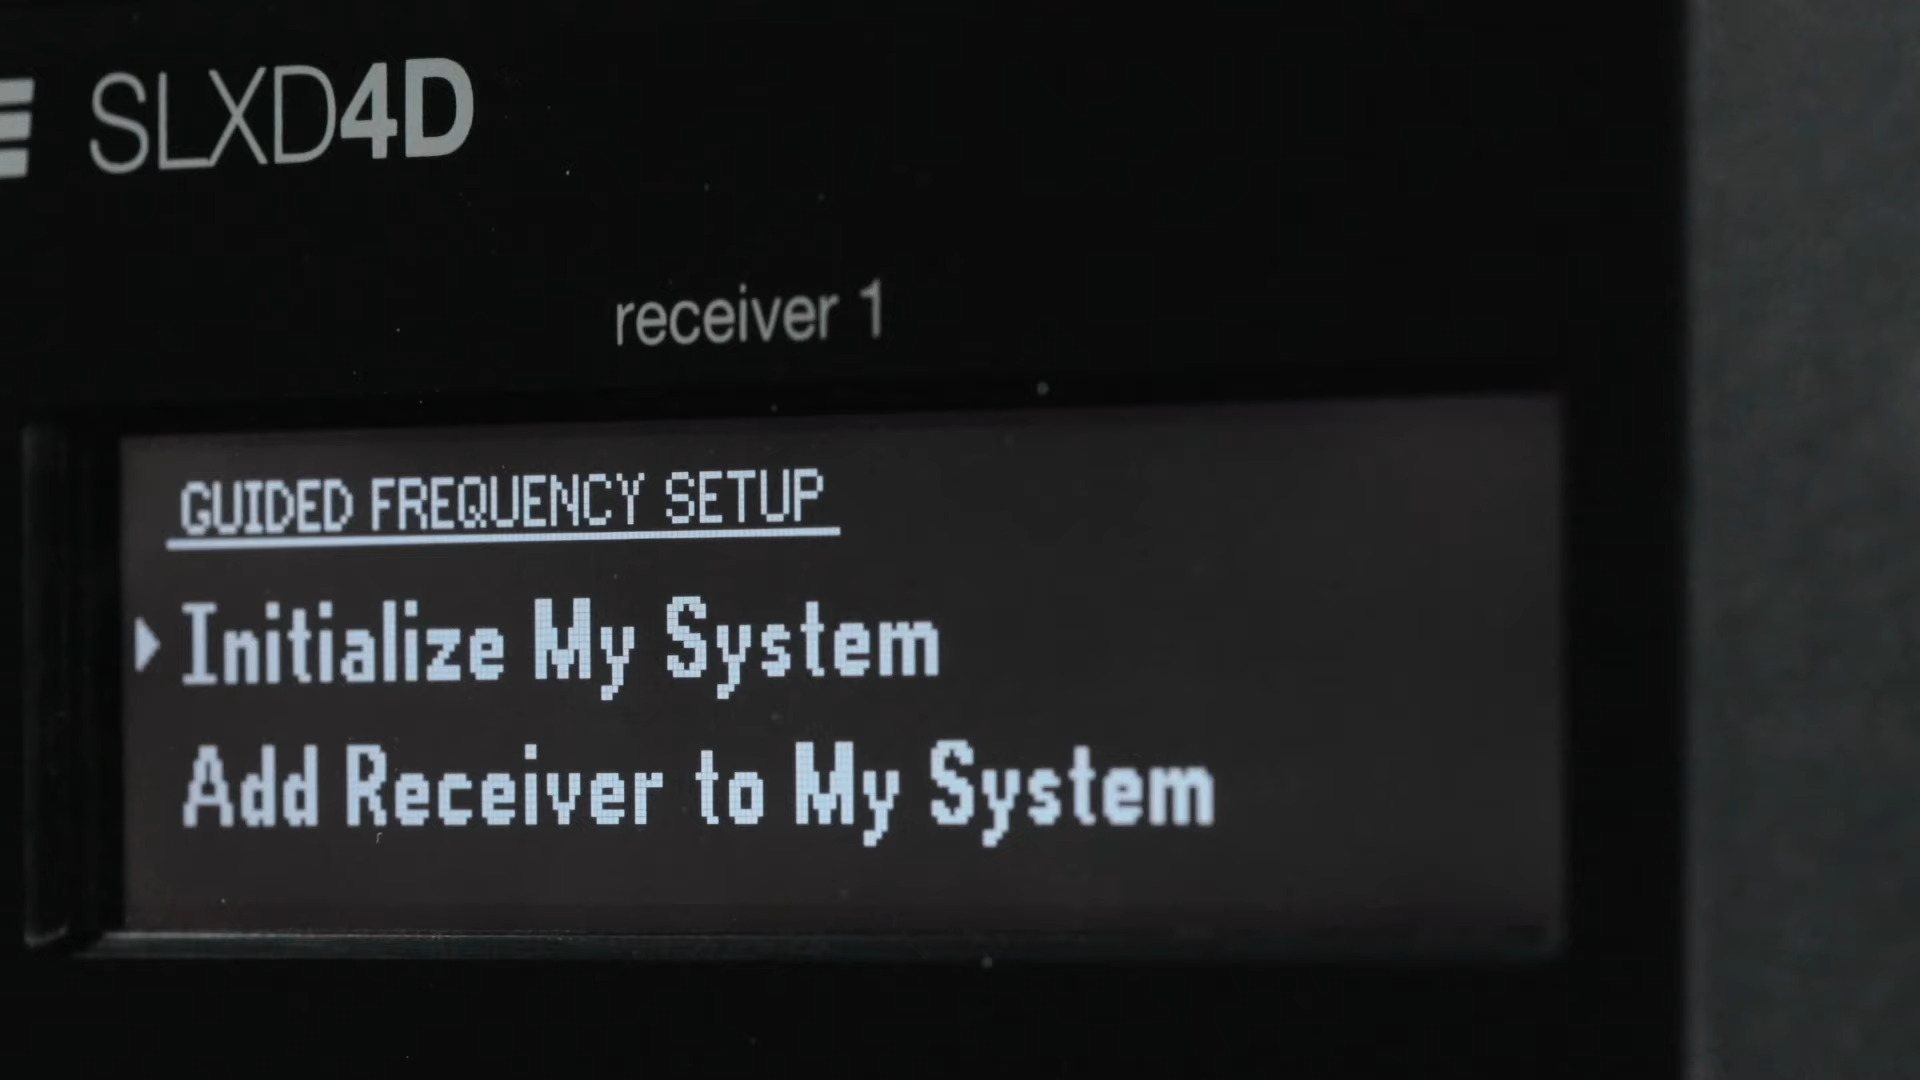 SLXD4D
receiver 1
GUIDED FREQUENCY SETUP
Initialize My System
Add Receiver to My System